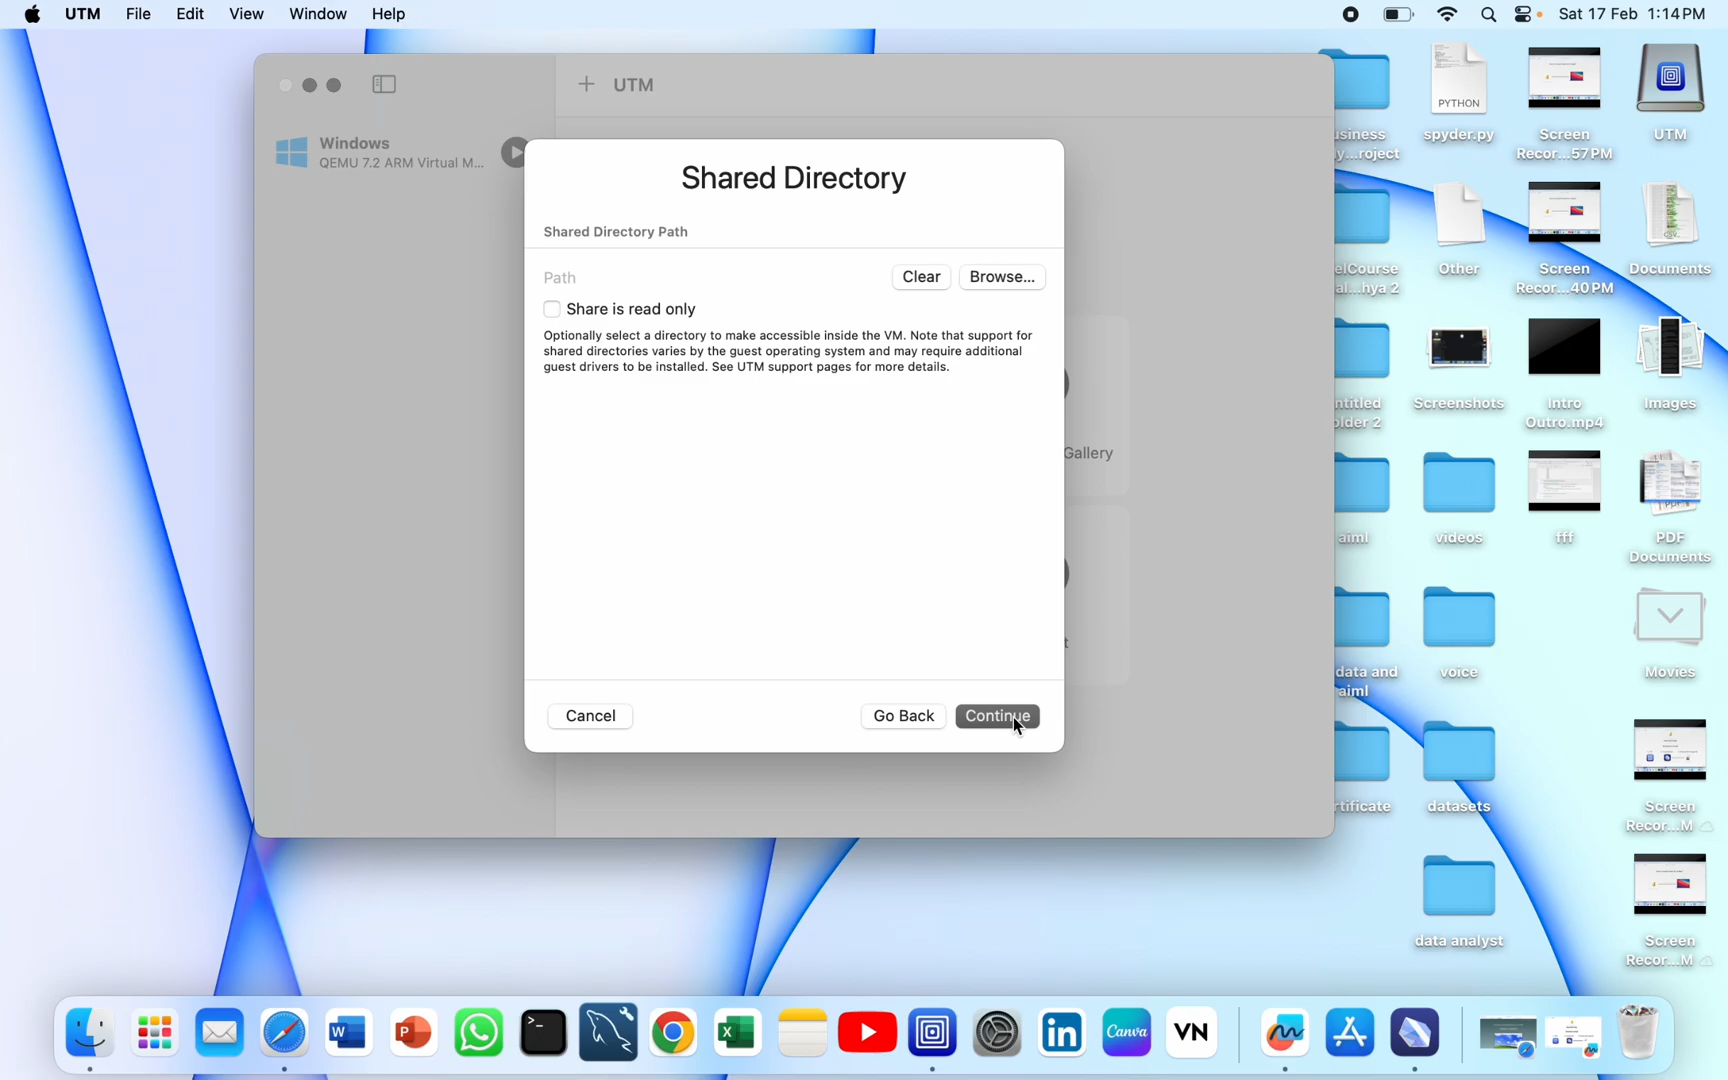 UTM File Edit View Window Help
Sat 17 Feb 1:14 PM
UTM
Windows
QEMU 7.2 ARM Virtual M...
Shared Directory
Shared Directory Path
Path
Clear
Browse...
Share is read only
Optionally select a directory to make accessible inside the VM. Note that support for
shared directories varies by the guest operating system and may require additional
guest drivers to be installed. See UTM support pages for more details.
Gallery
Cancel
Go Back
Continue
PYTHON
spyder.py
Screen
Recor...57 PM
UTM
y...roject
Other
Screen
Recor...40 PM
Documents
al...hya 2
Screenshots
Intro
Outro.mp4
Images
aiml
videos
fff
PDF
Documents
data and
aiml
voice
Movies
datasets
Screen
Recor...M
data analyst
Screen
Recor...M
W
P
X
in
Canva
VN